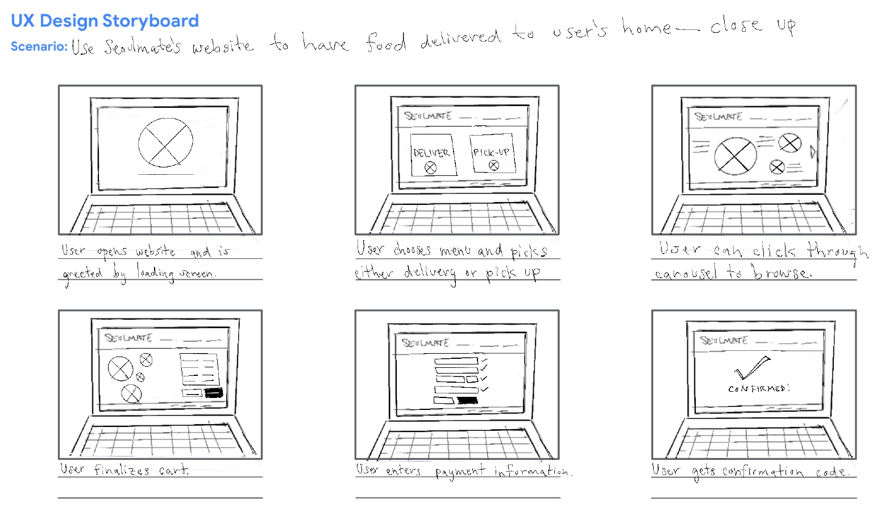 UX Design Storyboard
Scenario: Use Seoulmate's website to have food delivered to user's home — close up
SEOULMATE
DELIVER
PICK-UP
SEOULMATE
User opens website and is
greeted by loading screen.
User chooses menu and picks
either delivery or pick up
User can click through
carousel to browse.
SEOULMATE
SEOULMATE
SEOULMATE
CONFIRMED!
User finalizes cart.
User enters payment information.
User gets confirmation code.